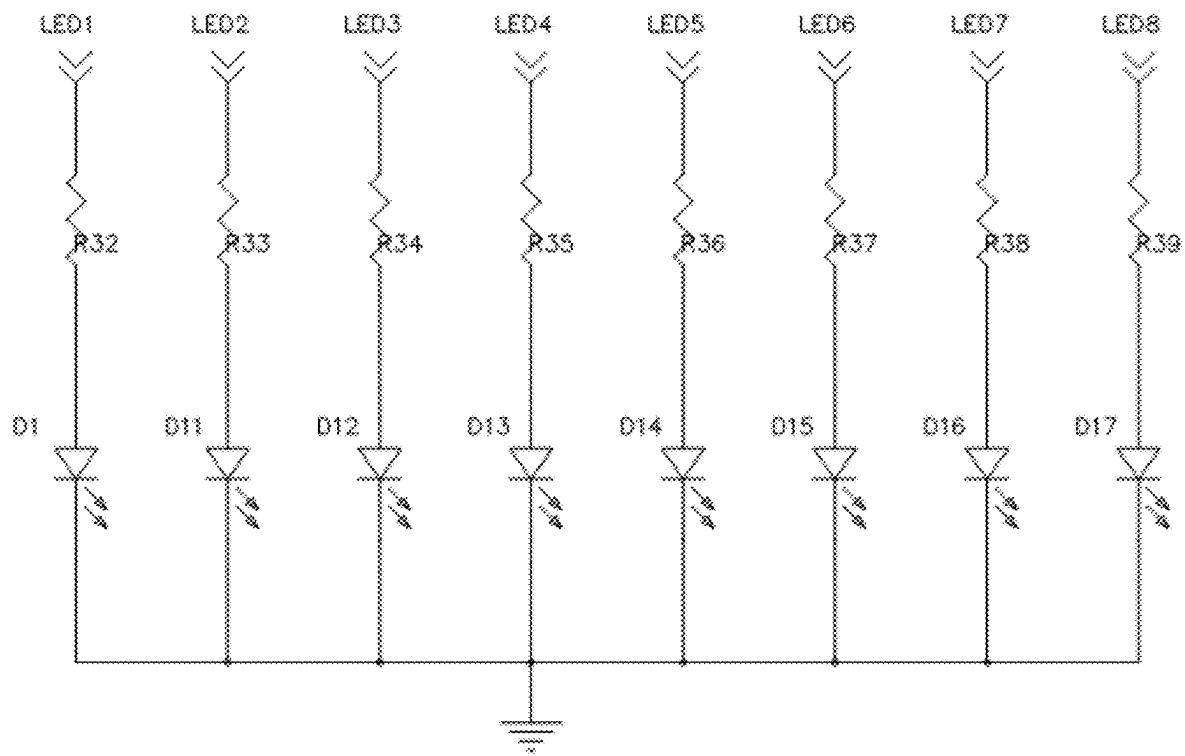 LED1 LED2 LED3 LED4 LED5 LED6 LED7 LED8
R32 R33 R34 R35 R36 R37 R38 R39
D1 D11 D12 D13 D14 D15 D16 D17